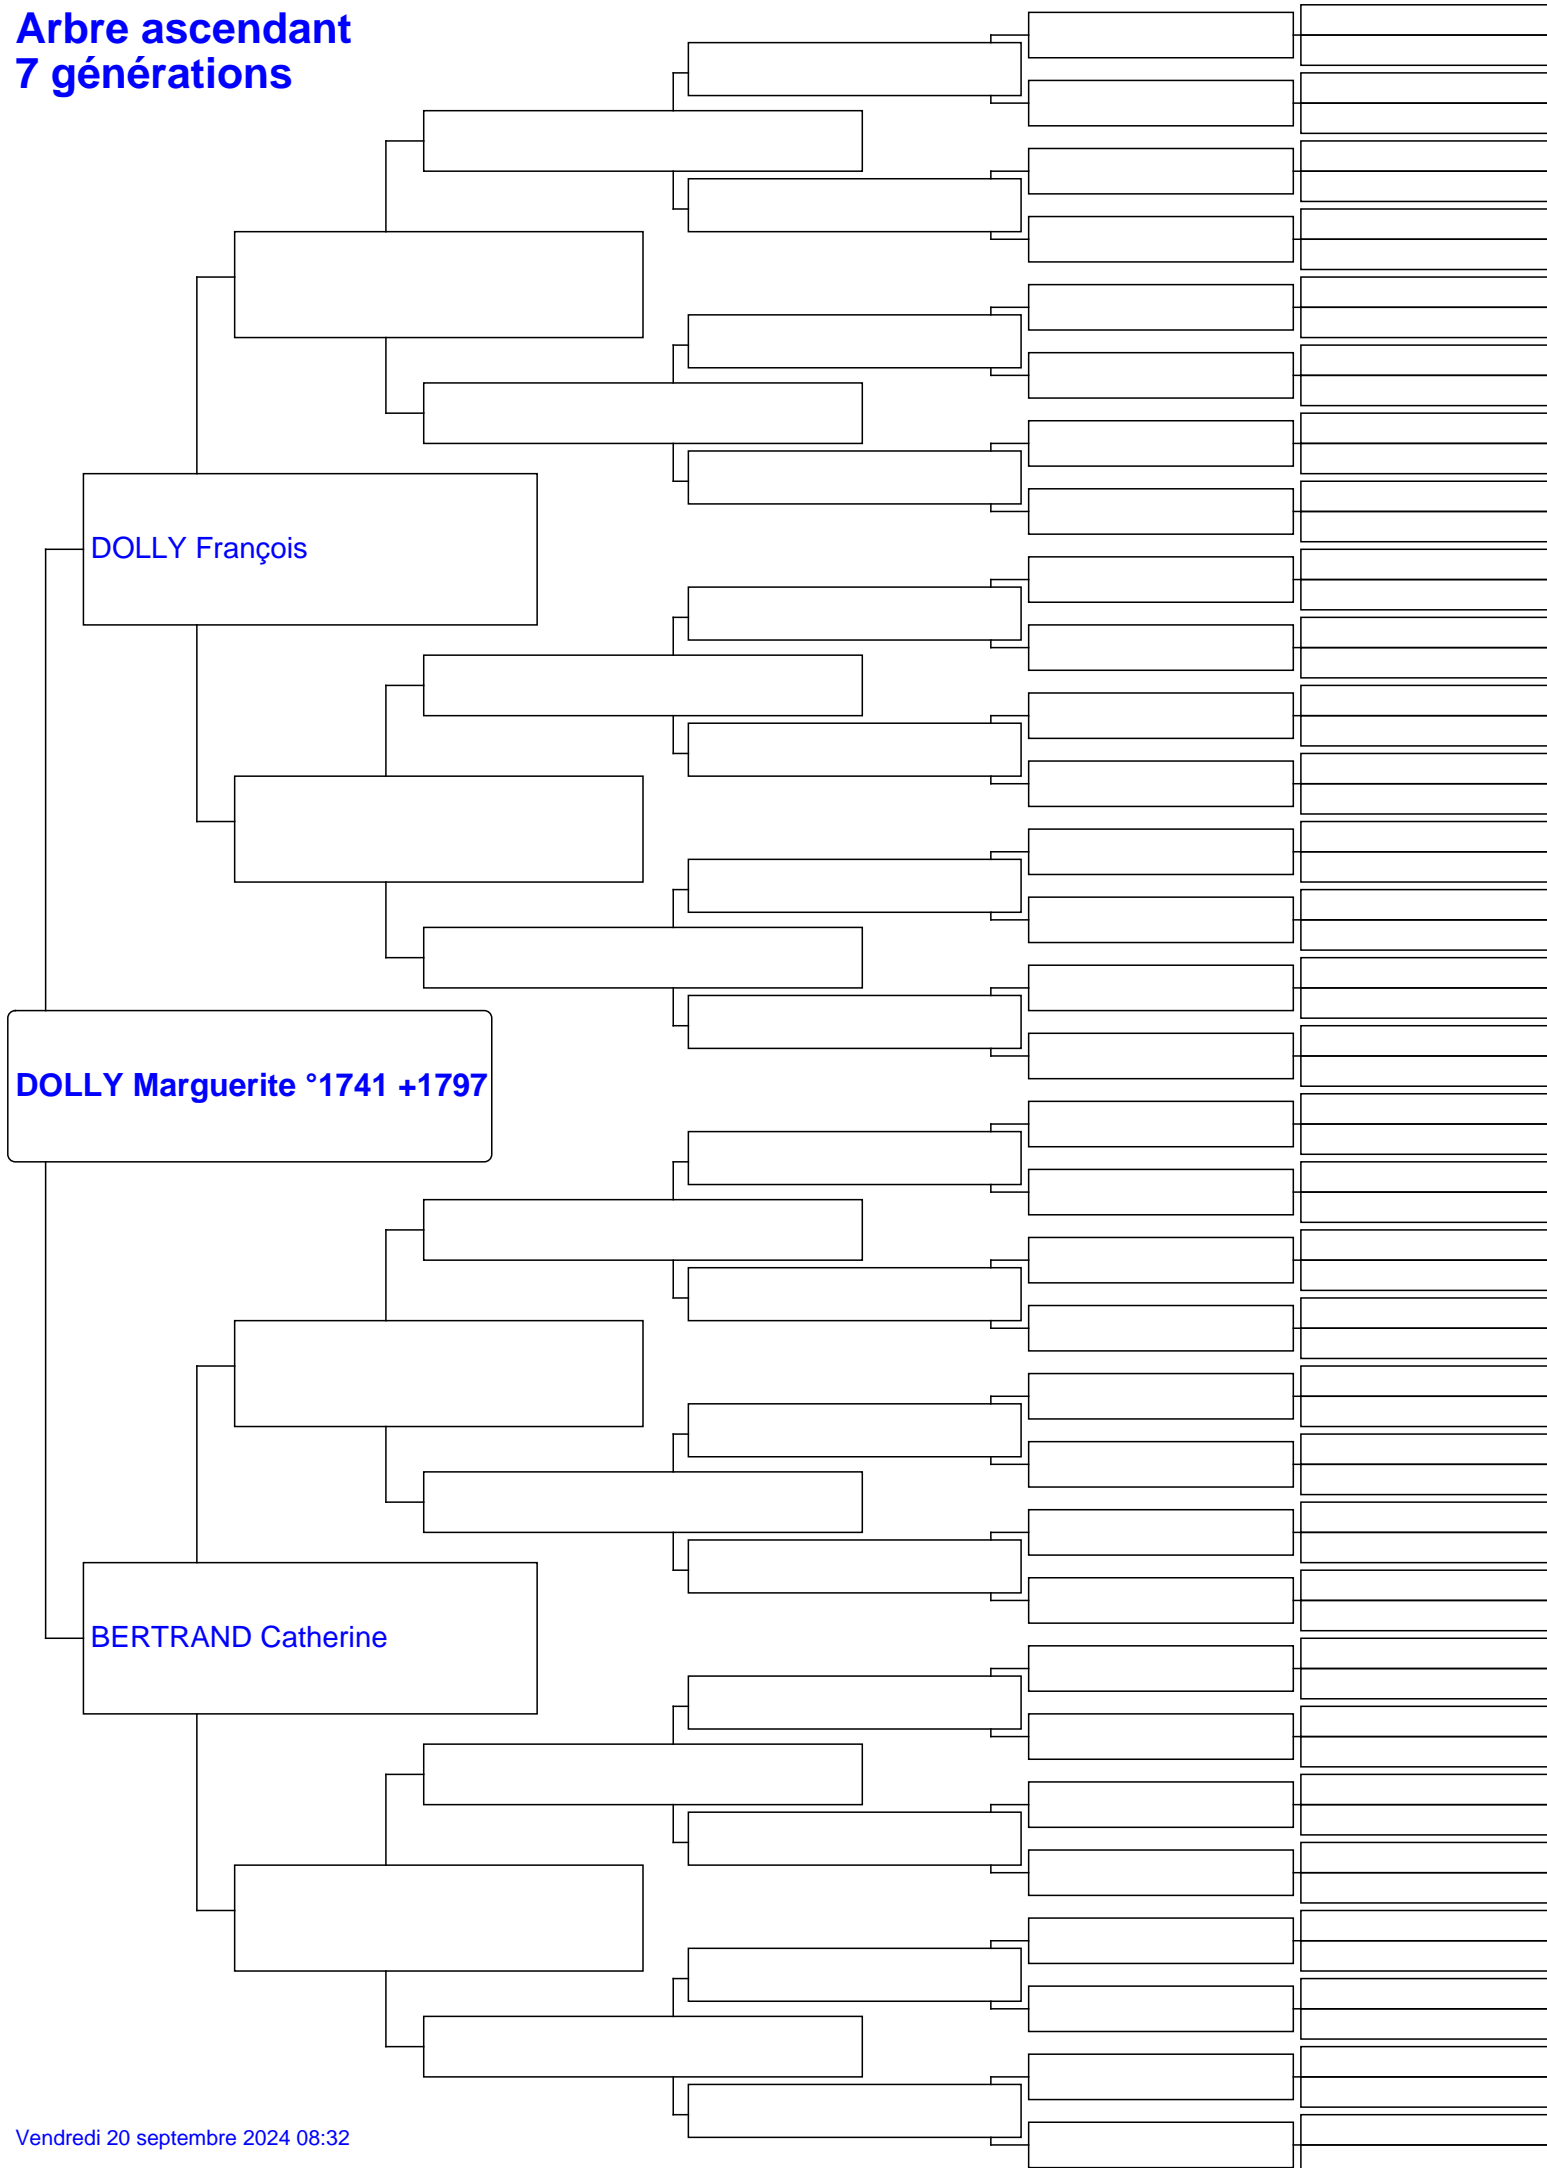 Arbre ascendant
7 générations
DOLLY François
DOLLY Marguerite °1741 +1797
BERTRAND Catherine
Vendredi 20 septembre 2024 08:32